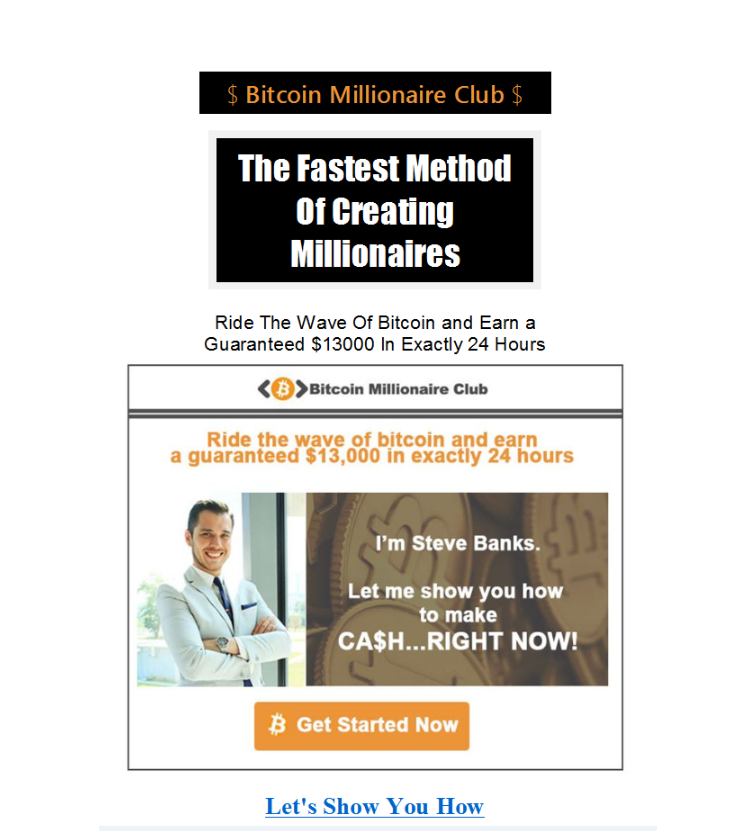 $ Bitcoin Millionaire Club $
The Fastest Method
Of Creating
Millionaires
Ride The Wave Of Bitcoin and Earn a
Guaranteed $13000 In Exactly 24 Hours
Bitcoin Millionaire Club
Ride the wave of bitcoin and earn
a guaranteed $13,000 in exactly 24 hours
I'm Steve Banks.
Let me show you how
to make
CA$H...RIGHT NOW!
Get Started Now
Let's Show You How